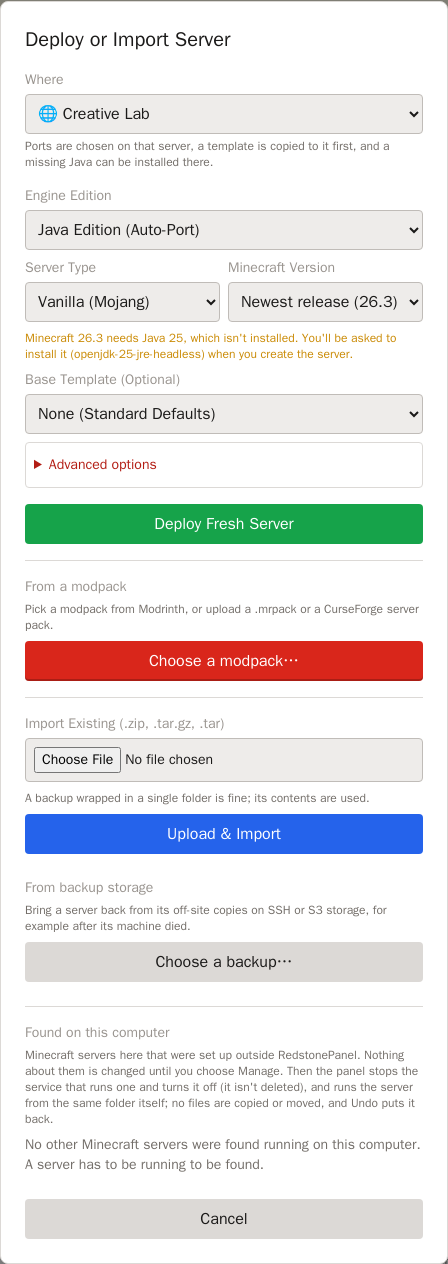 Deploy or Import Server
Where
🌐 Creative Lab
Ports are chosen on that server, a template is copied to it first, and a
missing Java can be installed there.
Engine Edition
Java Edition (Auto-Port)
Server Type
Minecraft Version
Vanilla (Mojang)
Newest release (26.3)
Minecraft 26.3 needs Java 25, which isn't installed. You'll be asked to
install it (openjdk-25-jre-headless) when you create the server.
Base Template (Optional)
None (Standard Defaults)
▶ Advanced options
Deploy Fresh Server
From a modpack
Pick a modpack from Modrinth, or upload a .mrpack or a CurseForge server
pack.
Choose a modpack…
Import Existing (.zip, .tar.gz, .tar)
Choose File No file chosen
A backup wrapped in a single folder is fine; its contents are used.
Upload & Import
From backup storage
Bring a server back from its off-site copies on SSH or S3 storage, for
example after its machine died.
Choose a backup…
Found on this computer
Minecraft servers here that were set up outside RedstonePanel. Nothing
about them is changed until you choose Manage. Then the panel stops the
service that runs one and turns it off (it isn't deleted), and runs the server
from the same folder itself; no files are copied or moved, and Undo puts it
back.
No other Minecraft servers were found running on this computer.
A server has to be running to be found.
Cancel